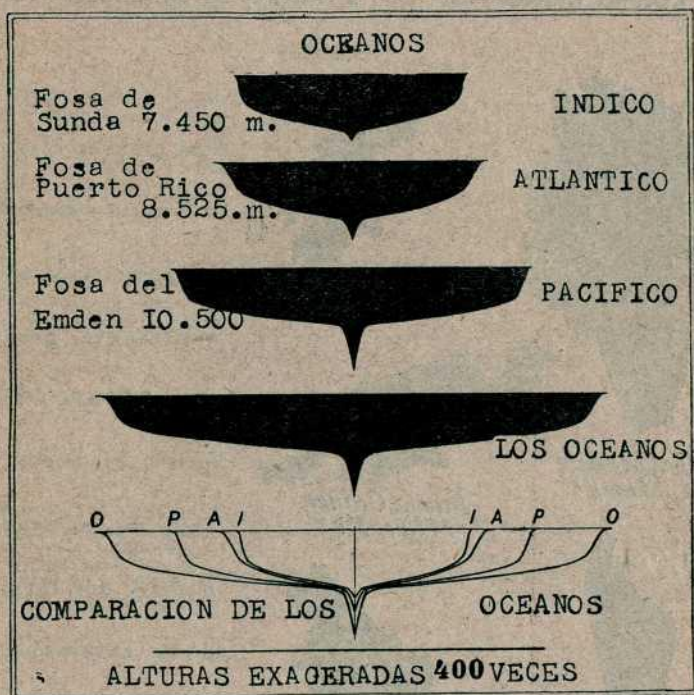 OCEANOS
Fosa de
Sunda 7.450 m.
INDICO
Fosa de
Puerto Rico
8.525.m.
ATLANTICO
Fosa del
Emden I0.500
PACIFICO
LOS OCEANOS
O P A I I A P O
COMPARACION DE LOS OCEANOS
ALTURAS EXAGERADAS 400 VECES